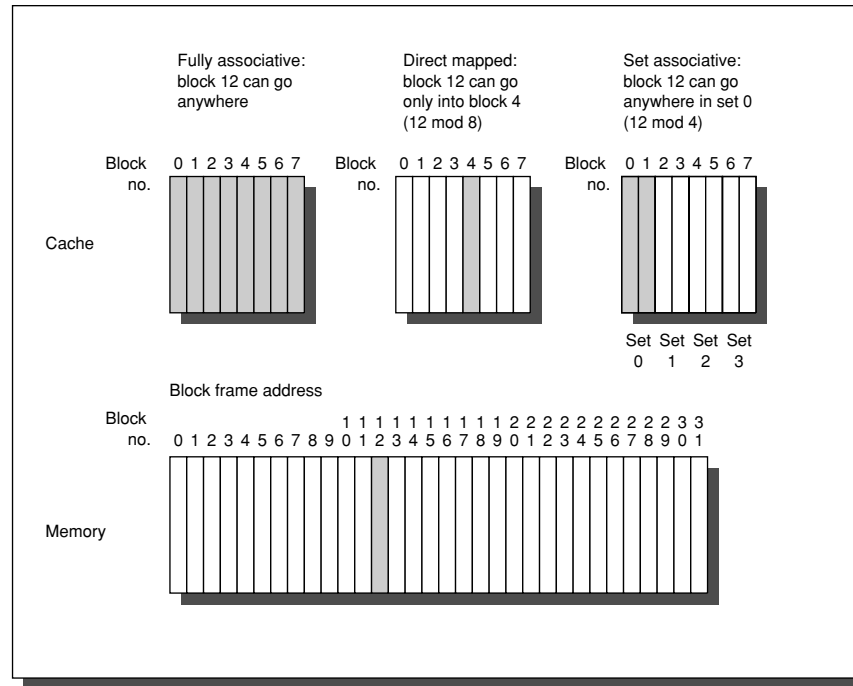 Fully associative:
block 12 can go
anywhere
Direct mapped:
block 12 can go
only into block 4
(12 mod 8)
Set associative:
block 12 can go
anywhere in set 0
(12 mod 4)
Block
no.
0 1 2 3 4 5 6 7
Block
no.
0 1 2 3 4 5 6 7
Block
no.
0 1 2 3 4 5 6 7
Cache
Set Set Set Set
0 1 2 3
Block frame address
Block
no.
1 1 1 1 1 1 1 1 1 1 2 2 2 2 2 2 2 2 2 2 3 3
0 1 2 3 4 5 6 7 8 9 0 1 2 3 4 5 6 7 8 9 0 1 2 3 4 5 6 7 8 9 0 1
Memory